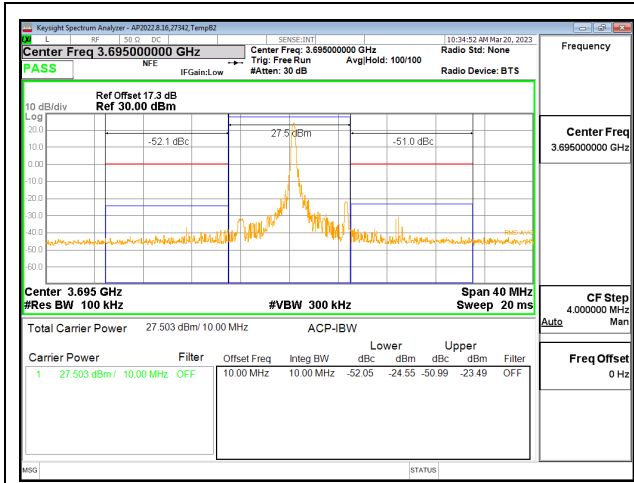 Keysight Spectrum Analyzer - AP2022.8.16,27342,TempB2
L RF 50 Ω DC SENSE:INT 10:34:52 AM Mar 20, 2023
Center Freq 3.695000000 GHz Center Freq: 3.695000000 GHz Radio Std: None Frequency
NFE Trig: Free Run Avg|Hold: 100/100
PASS IFGain:Low #Atten: 30 dB Radio Device: BTS
Ref Offset 17.3 dB
10 dB/div Ref 30.00 dBm
Log
20.0
10.0
0.00
-10.0
-20.0
-30.0
-40.0
-50.0
-60.0
-52.1 dBc 27.5 dBm -51.0 dBc
RMS AVG
Center 3.695 GHz Span 40 MHz
#Res BW 100 kHz #VBW 300 kHz Sweep 20 ms
Total Carrier Power 27.503 dBm/ 10.00 MHz ACP-IBW
Lower Upper
Carrier Power Filter Offset Freq Integ BW dBc dBm dBc dBm Filter
1 27.503 dBm / 10.00 MHz OFF 10.00 MHz 10.00 MHz -52.05 -24.55 -50.99 -23.49 OFF
Center Freq
3.695000000 GHz
CF Step
4.000000 MHz
Auto Man
Freq Offset
0 Hz
MSG STATUS